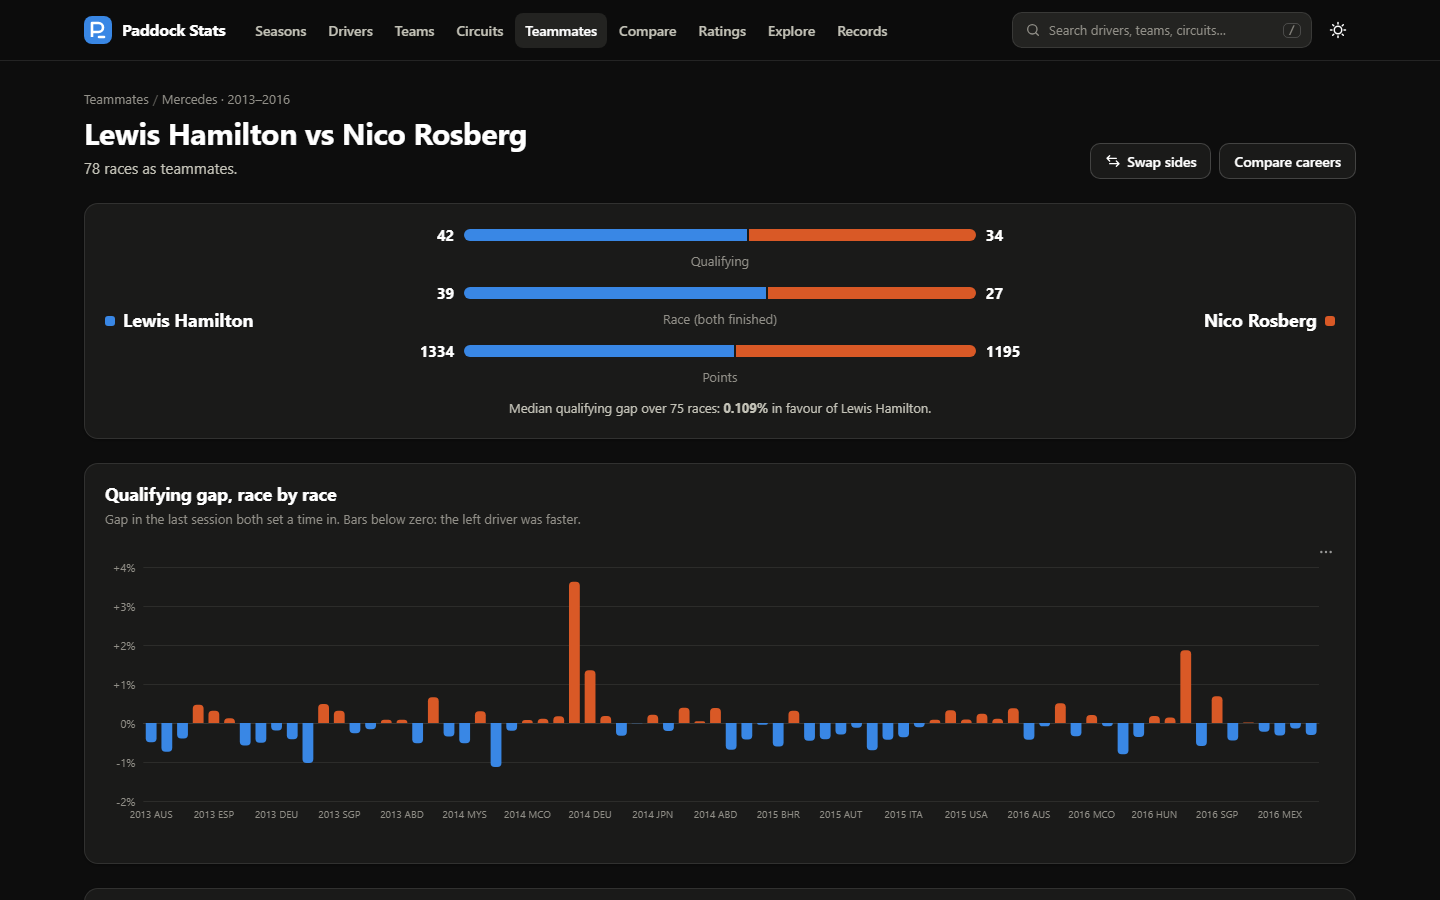 Paddock Stats Seasons Drivers Teams Circuits Teammates Compare Ratings Explore Records Search drivers, teams, circuits... /
Teammates / Mercedes · 2013–2016
Lewis Hamilton vs Nico Rosberg
78 races as teammates.
Swap sides Compare careers
42 34
Qualifying
39 27
Race (both finished)
Lewis Hamilton Nico Rosberg
1334 1195
Points
Median qualifying gap over 75 races: 0.109% in favour of Lewis Hamilton.
Qualifying gap, race by race
Gap in the last session both set a time in. Bars below zero: the left driver was faster.
+4%
+3%
+2%
+1%
0%
-1%
-2%
2013 AUS 2013 ESP 2013 DEU 2013 SGP 2013 ABD 2014 MYS 2014 MCO 2014 DEU 2014 JPN 2014 ABD 2015 BHR 2015 AUT 2015 ITA 2015 USA 2016 AUS 2016 MCO 2016 HUN 2016 SGP 2016 MEX